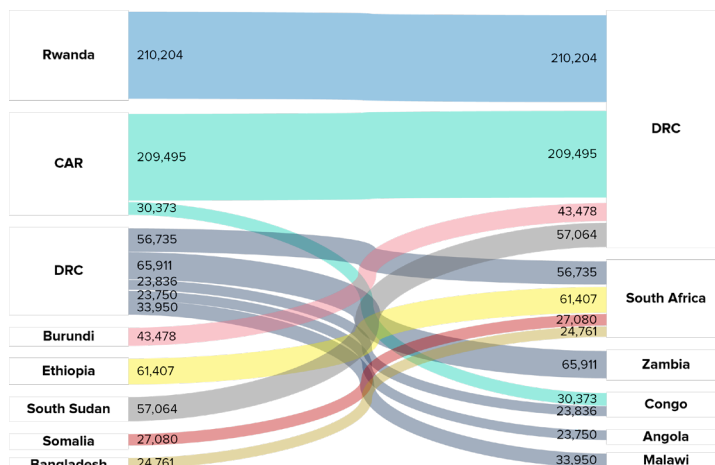 Rwanda
210,204
210,204
DRC
CAR
209,495
209,495
30,373
43,478
57,064
DRC
56,735
65,911
23,836
23,750
33,950
56,735
South Africa
61,407
27,080
24,761
Burundi
43,478
Ethiopia
61,407
65,911
Zambia
South Sudan
57,064
30,373
23,836
Congo
Somalia
27,080
23,750
Angola
Bangladesh
24,761
33,950
Malawi